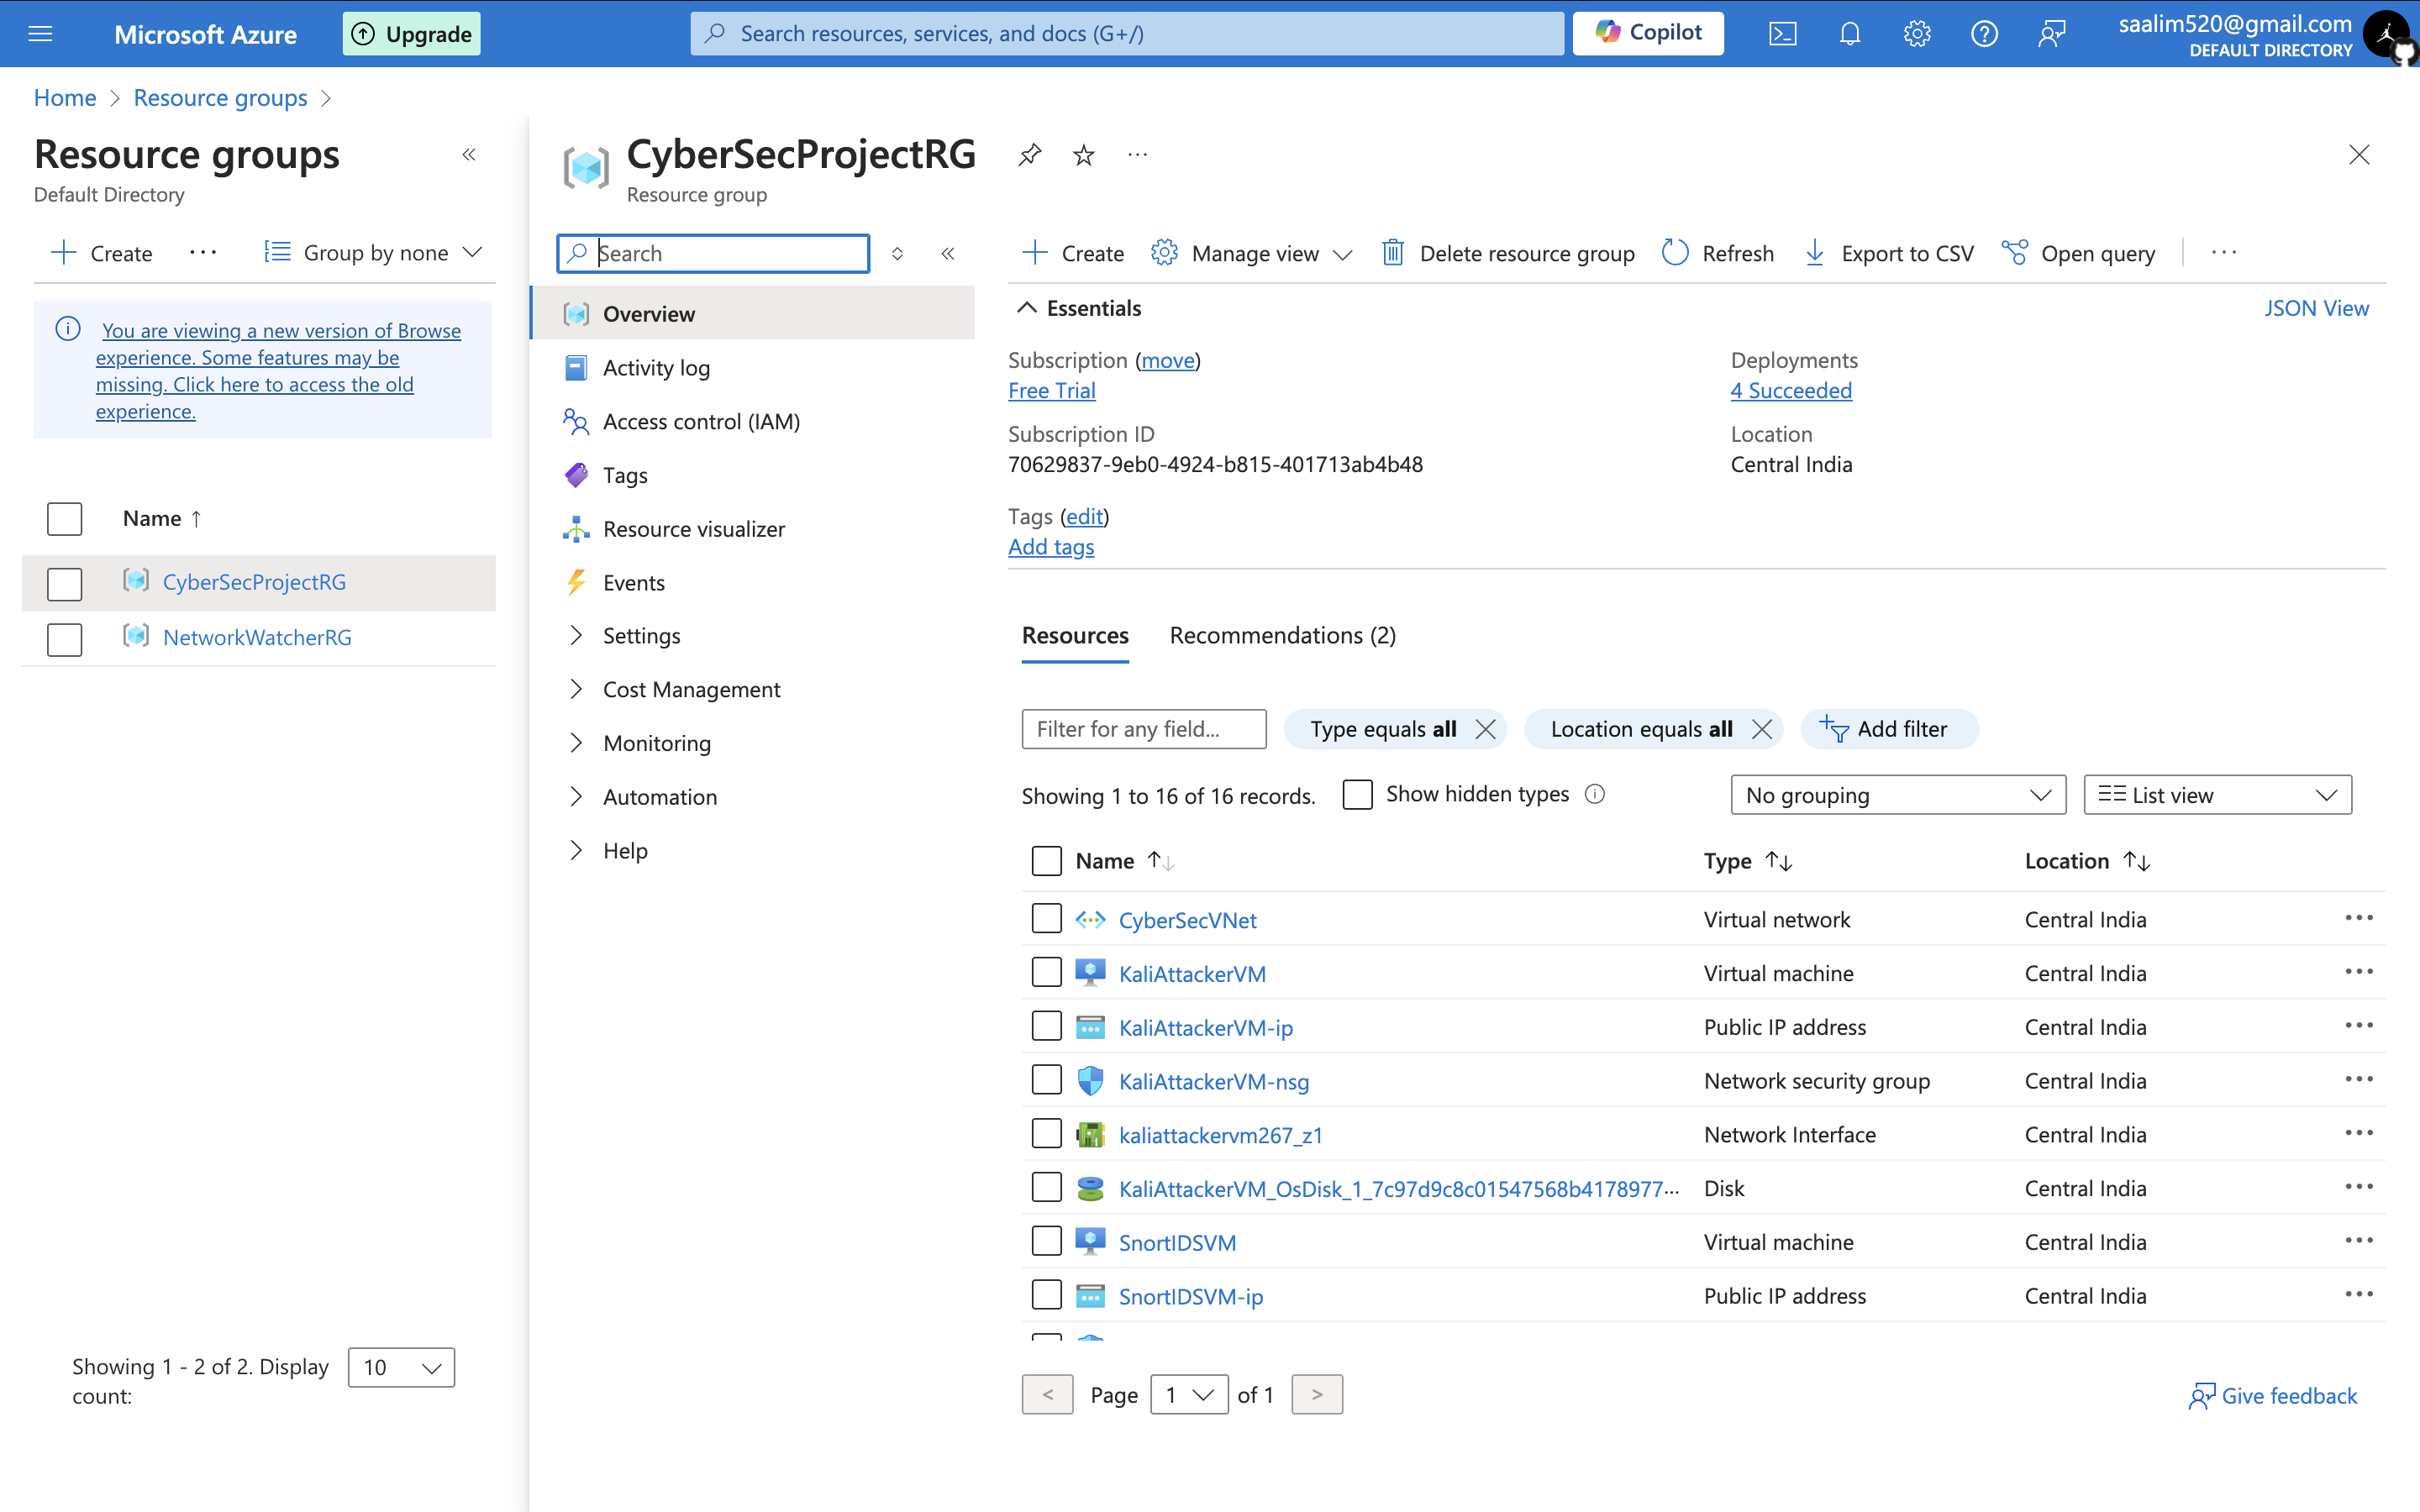 Microsoft Azure
Upgrade
Search resources, services, and docs (G+/)
Copilot
saalim520@gmail.com
DEFAULT DIRECTORY
Home
Resource groups
Resource groups
Default Directory
Create
Group by none
You are viewing a new version of Browse
experience. Some features may be
missing. Click here to access the old
experience.
Name ↑
CyberSecProjectRG
NetworkWatcherRG
Showing 1 - 2 of 2. Display
count:
10
CyberSecProjectRG
Resource group
Search
Overview
Activity log
Access control (IAM)
Tags
Resource visualizer
Events
Settings
Cost Management
Monitoring
Automation
Help
Create
Manage view
Delete resource group
Refresh
Export to CSV
Open query
Essentials
JSON View
Subscription (move)
Free Trial
Subscription ID
70629837-9eb0-4924-b815-401713ab4b48
Tags (edit)
Add tags
Deployments
4 Succeeded
Location
Central India
Resources
Recommendations (2)
Filter for any field...
Type equals all
Location equals all
Add filter
Showing 1 to 16 of 16 records.
Show hidden types
No grouping
List view
Name Type Location
CyberSecVNet Virtual network Central India
KaliAttackerVM Virtual machine Central India
KaliAttackerVM-ip Public IP address Central India
KaliAttackerVM-nsg Network security group Central India
kaliattackervm267_z1 Network Interface Central India
KaliAttackerVM_OsDisk_1_7c97d9c8c01547568b4178977... Disk Central India
SnortIDSVM Virtual machine Central India
SnortIDSVM-ip Public IP address Central India
< Page 1 of 1 >
Give feedback